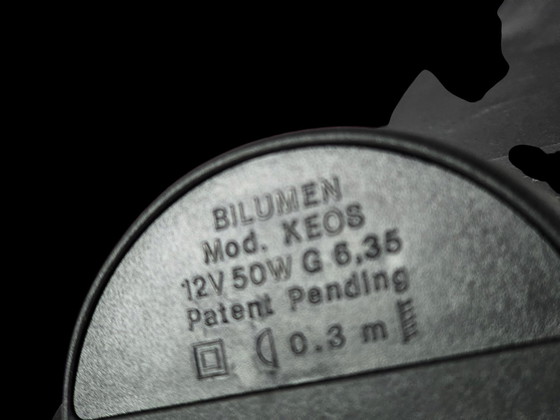 BILUMEN
Mod. XEOS
12V 50W G 6,35
Patent Pending
0.3 m